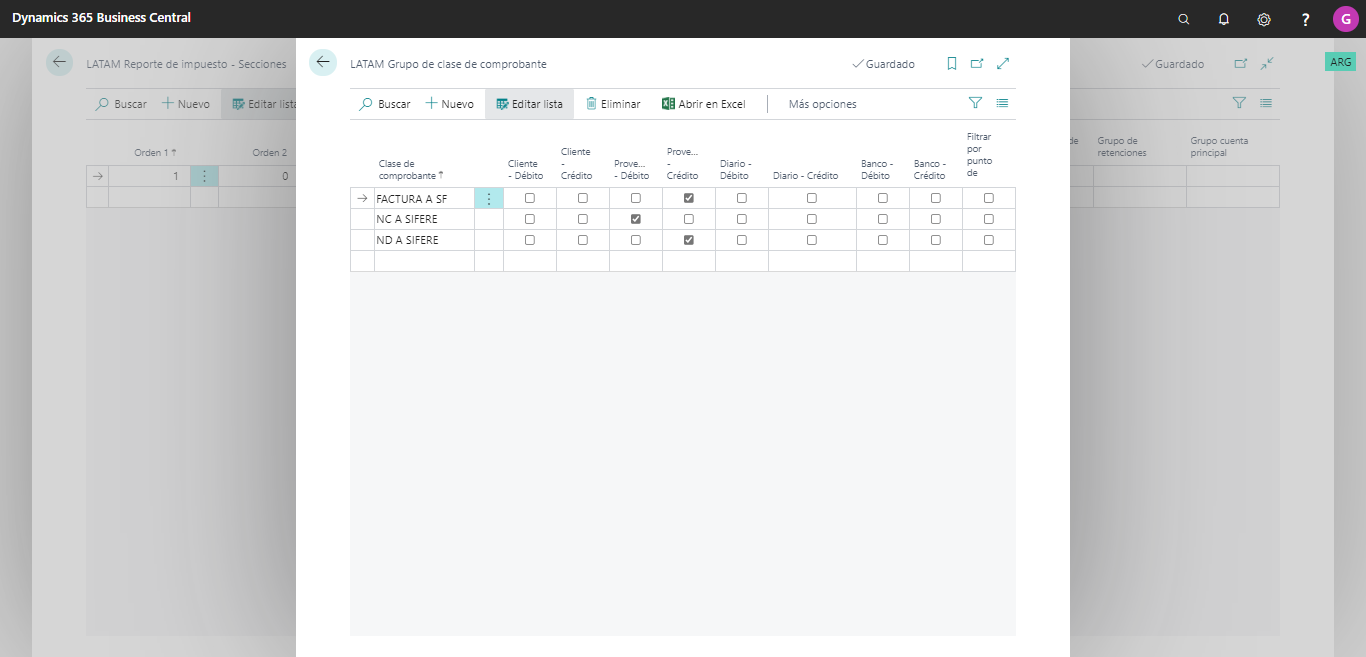 Dynamics 365 Business Central
?
G
LATAM Reporte de impuesto - Secciones
LATAM Grupo de clase de comprobante
Guardado
Guardado
ARG
Buscar
Nuevo
Editar lista
Buscar
Nuevo
Editar lista
Eliminar
Abrir en Excel
Más opciones
Orden 1 ↑
Orden 2
1
0
Clase de
comprobante ↑
Cliente
- Débito
Cliente
-
Crédito
Prove...
- Débito
Prove...
-
Crédito
Diario -
Débito
Diario - Crédito
Banco -
Débito
Banco -
Crédito
Filtrar
por
punto
de
de
Grupo de
retenciones
Grupo cuenta
principal
FACTURA A SF
NC A SIFERE
ND A SIFERE